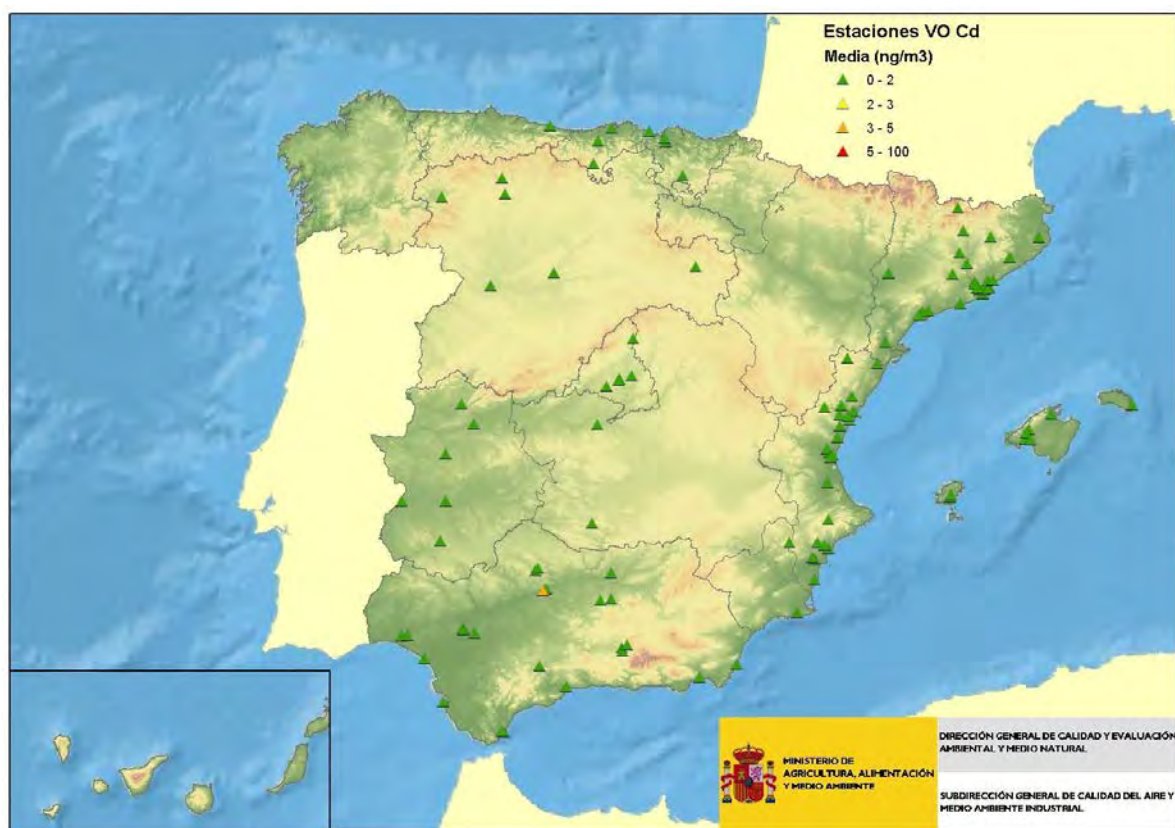 Estaciones VO Cd
Media (ng/m3)
0 - 2
2 - 3
3 - 5
5 - 100
MINISTERIO DE
AGRICULTURA, ALIMENTACIÓN
Y MEDIO AMBIENTE
DIRECCIÓN GENERAL DE CALIDAD Y EVALUACIÓN
AMBIENTAL Y MEDIO NATURAL
SUBDIRECCIÓN GENERAL DE CALIDAD DEL AIRE Y
MEDIO AMBIENTE INDUSTRIAL